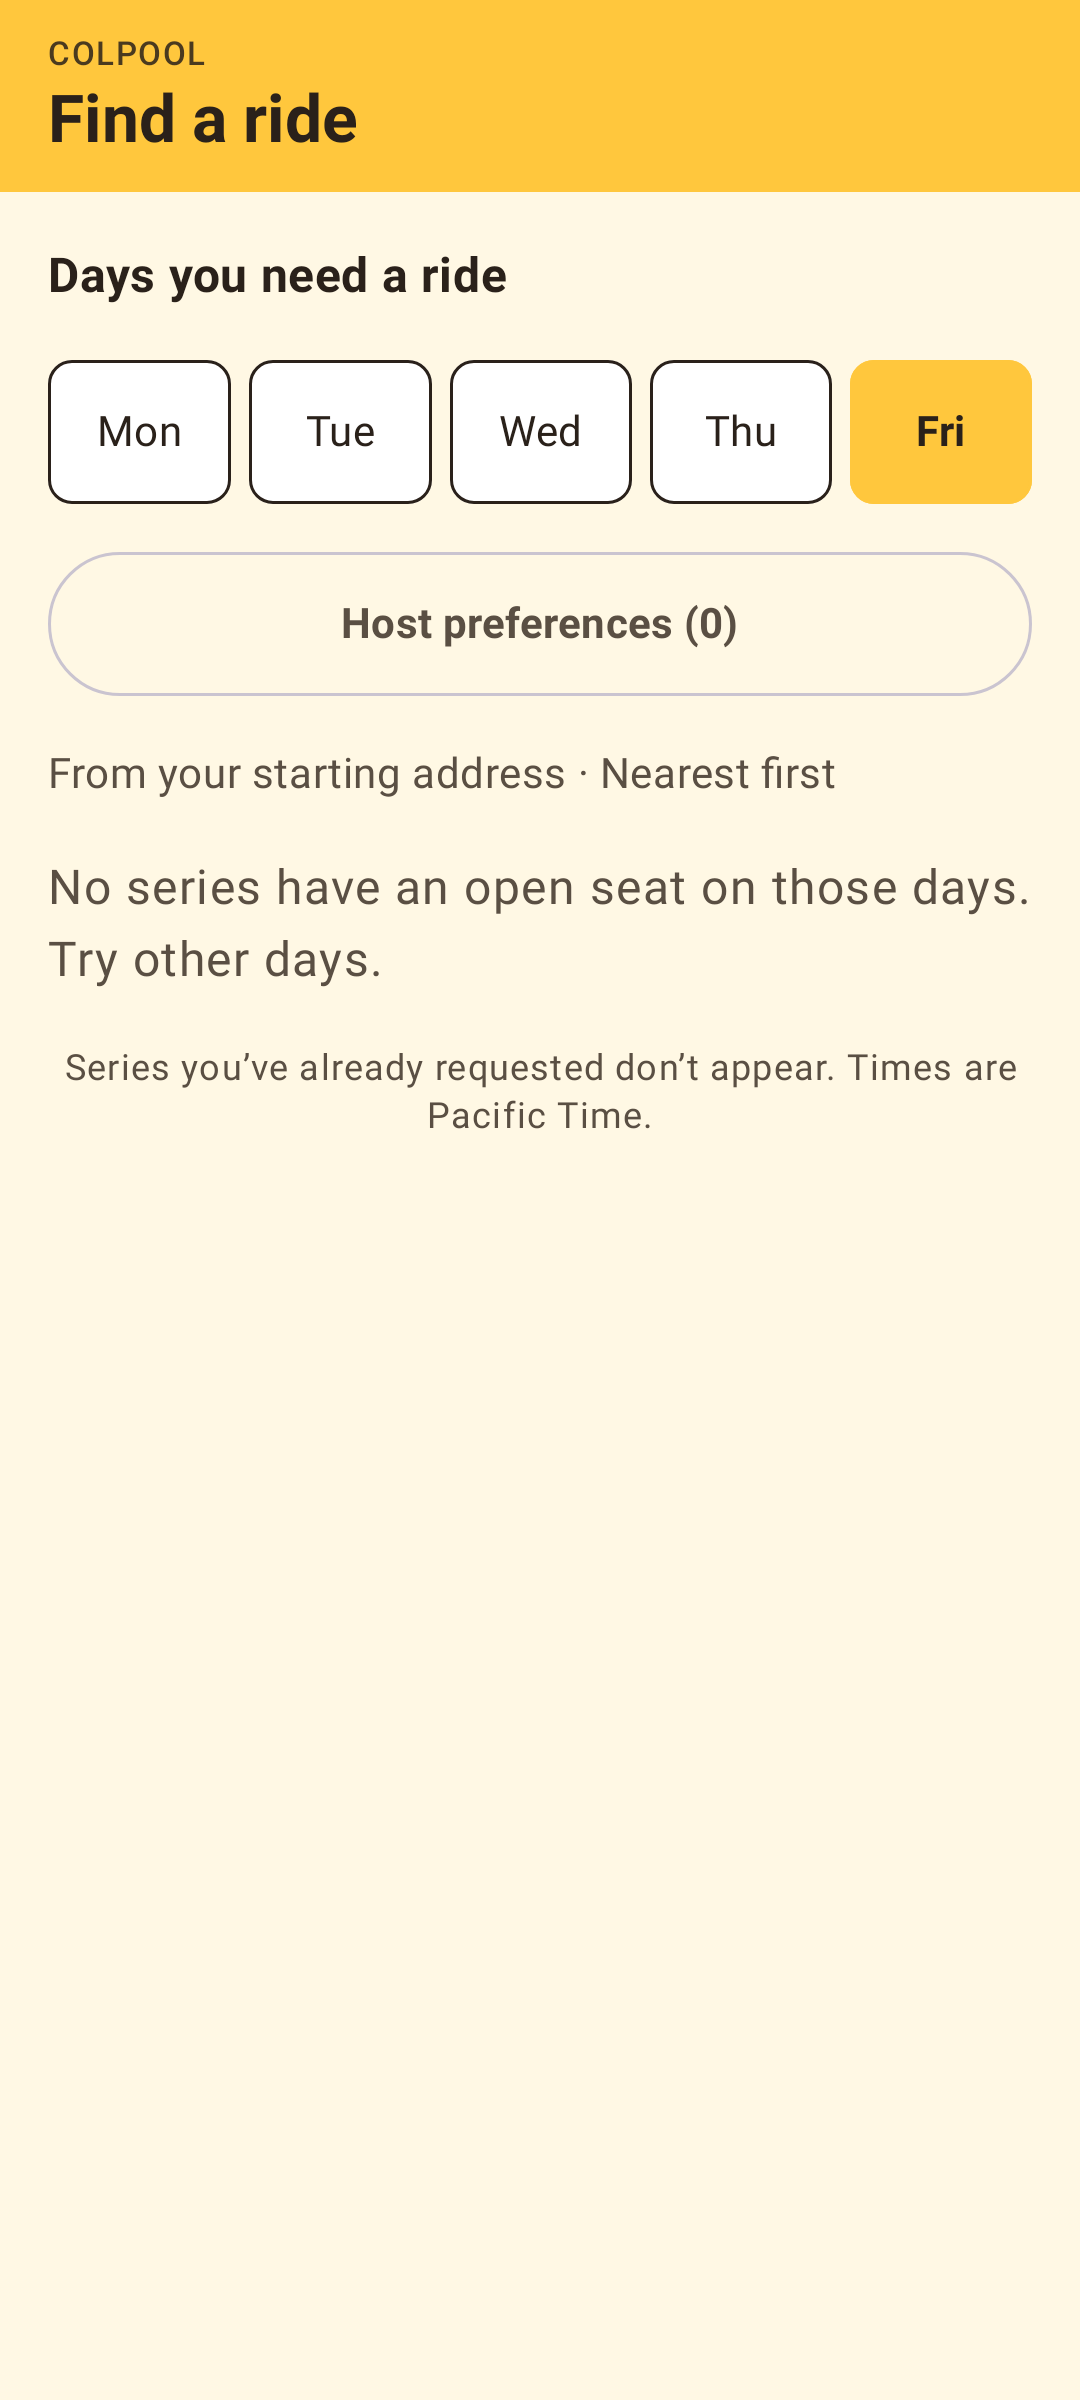 COLPOOL
Find a ride
Days you need a ride
Mon Tue Wed Thu Fri
Host preferences (0)
From your starting address · Nearest first
No series have an open seat on those days.
Try other days.
Series you’ve already requested don’t appear. Times are
Pacific Time.